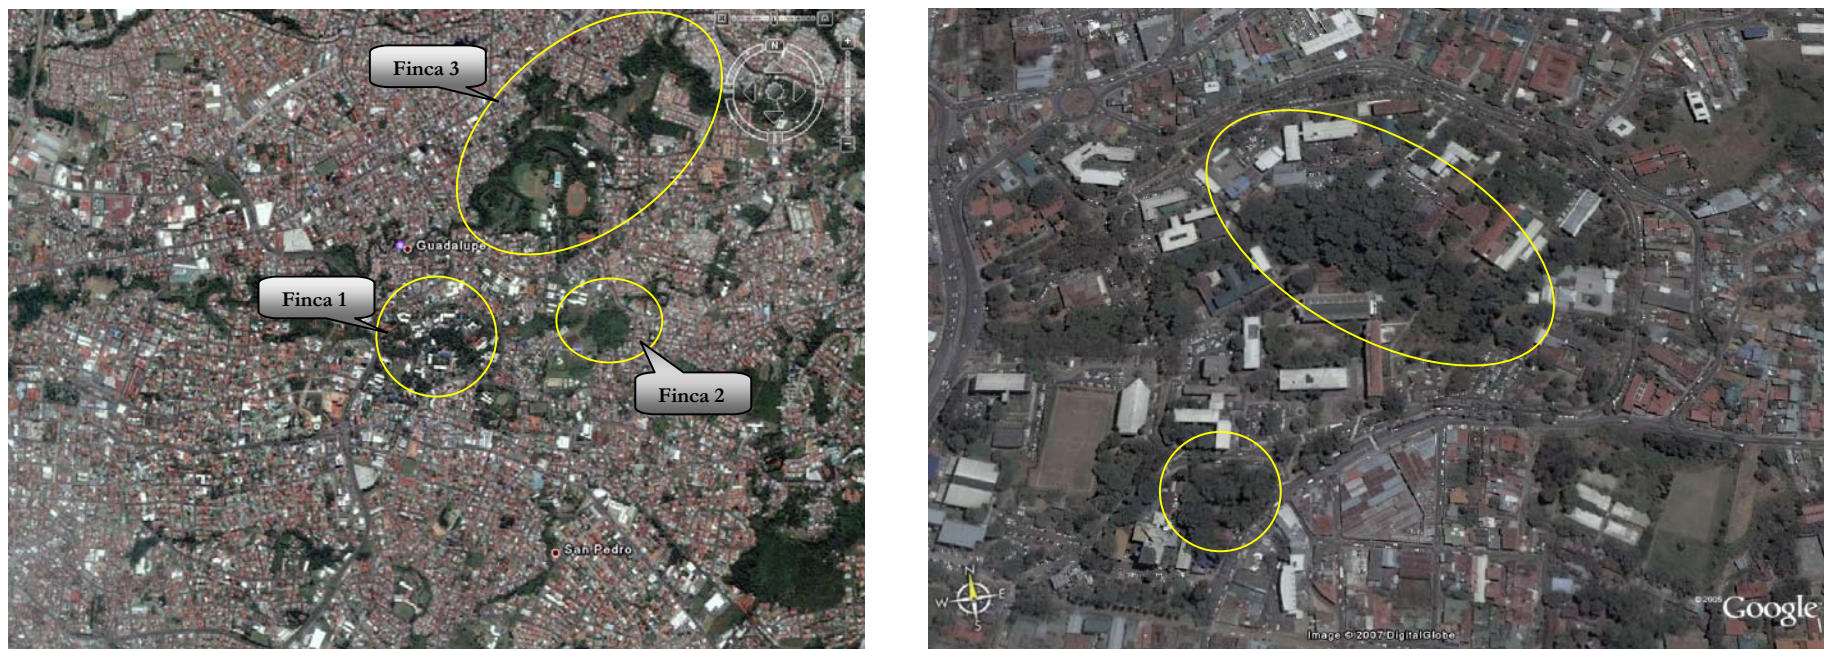 N
Finca 3
Guadalupe
Finca 1
Finca 2
San Pedro
N
W E
S
© 2005 Google
Image © 2007 DigitalGlobe